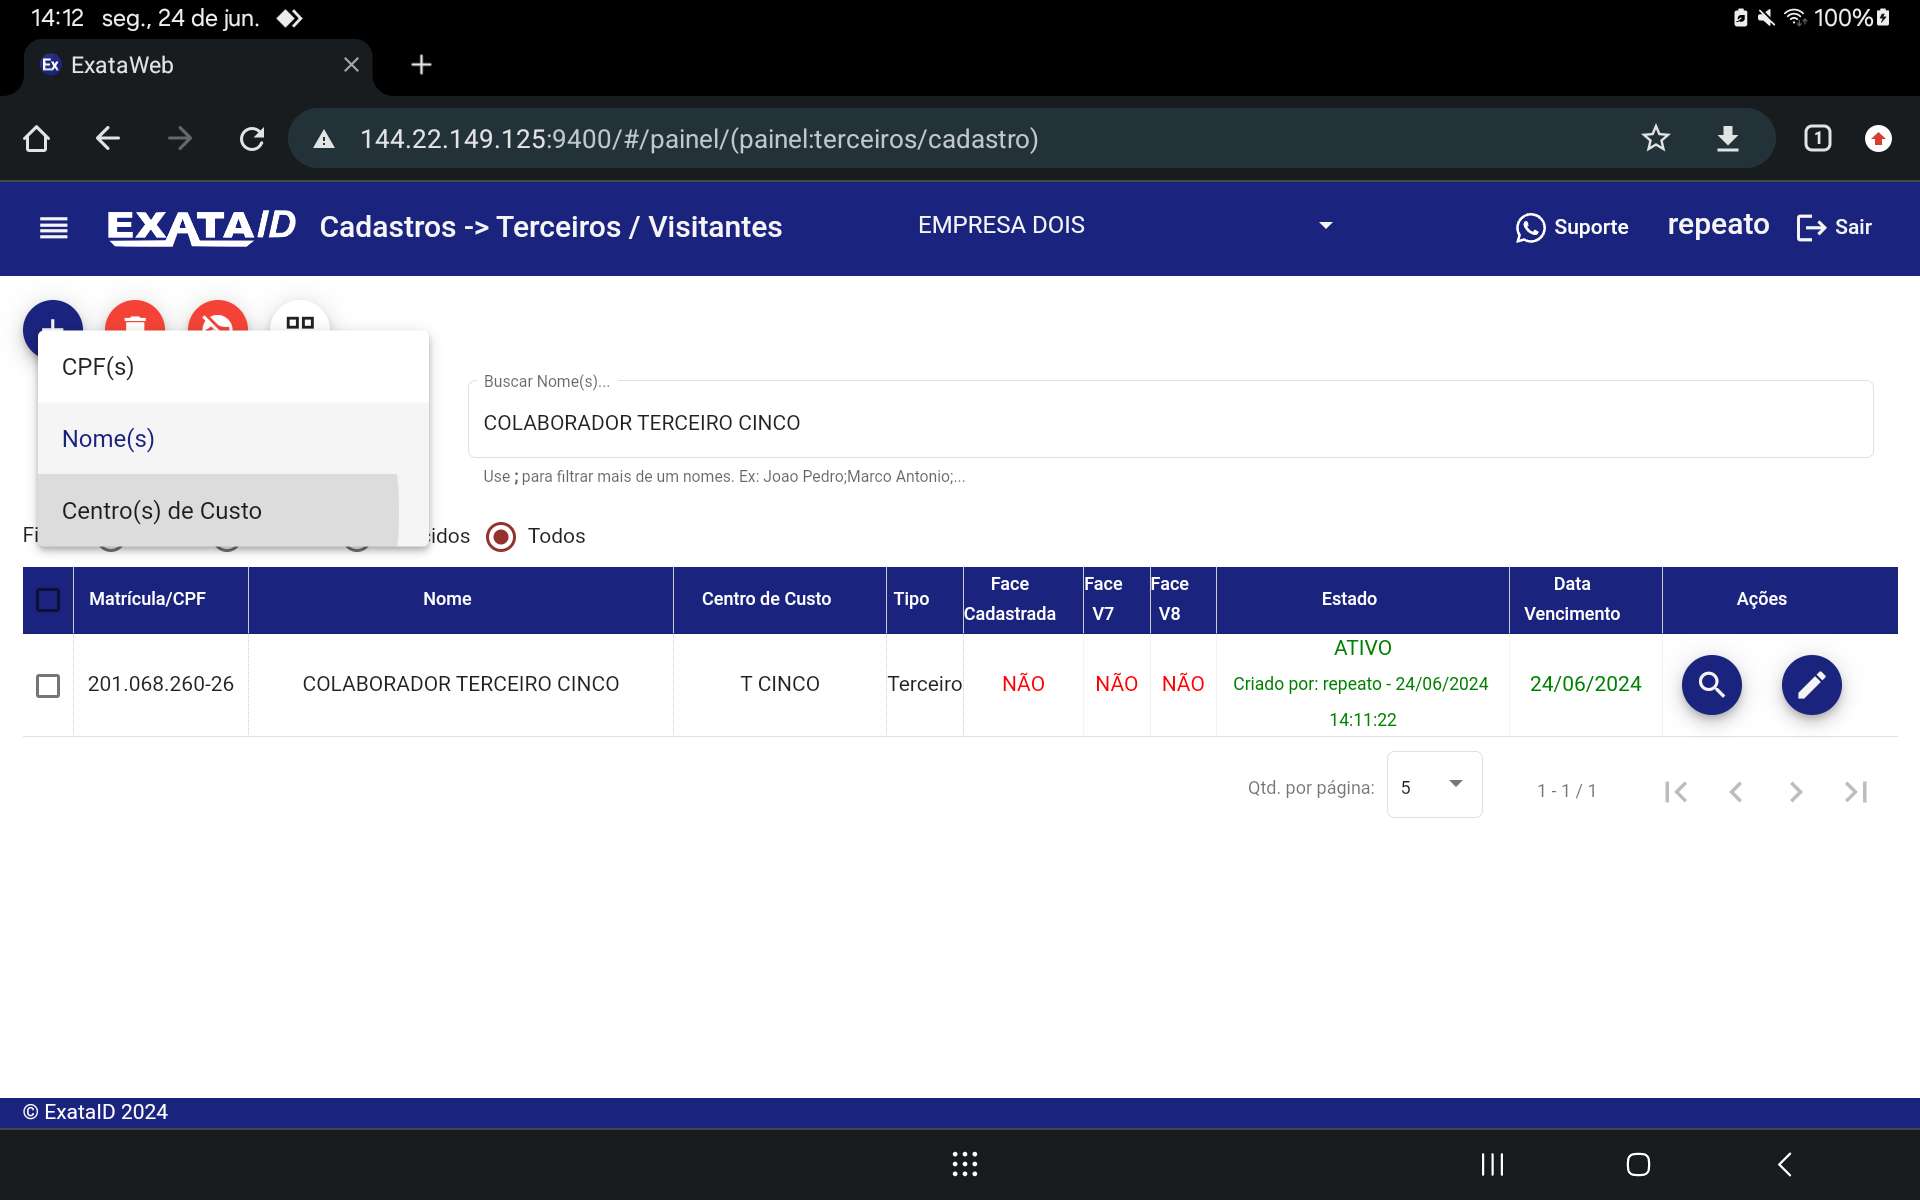 14:12 seg., 24 de jun. 100%
Ex ExataWeb
144.22.149.125:9400/#/painel/(painel:terceiros/cadastro) 1
EXATAID Cadastros -> Terceiros / Visitantes EMPRESA DOIS Suporte repeato Sair
CPF(s)
Nome(s)
Centro(s) de Custo
Buscar Nome(s)...
COLABORADOR TERCEIRO CINCO
Use ; para filtrar mais de um nomes. Ex: Joao Pedro;Marco Antonio;...
Fi cidos Todos
Matrícula/CPF Nome Centro de Custo Tipo Face Cadastrada Face V7 Face V8 Estado Data Vencimento Ações
201.068.260-26 COLABORADOR TERCEIRO CINCO T CINCO Terceiro NÃO NÃO NÃO ATIVO
Criado por: repeato - 24/06/2024
14:11:22
24/06/2024
Qtd. por página: 5 1 - 1 / 1
© ExataID 2024